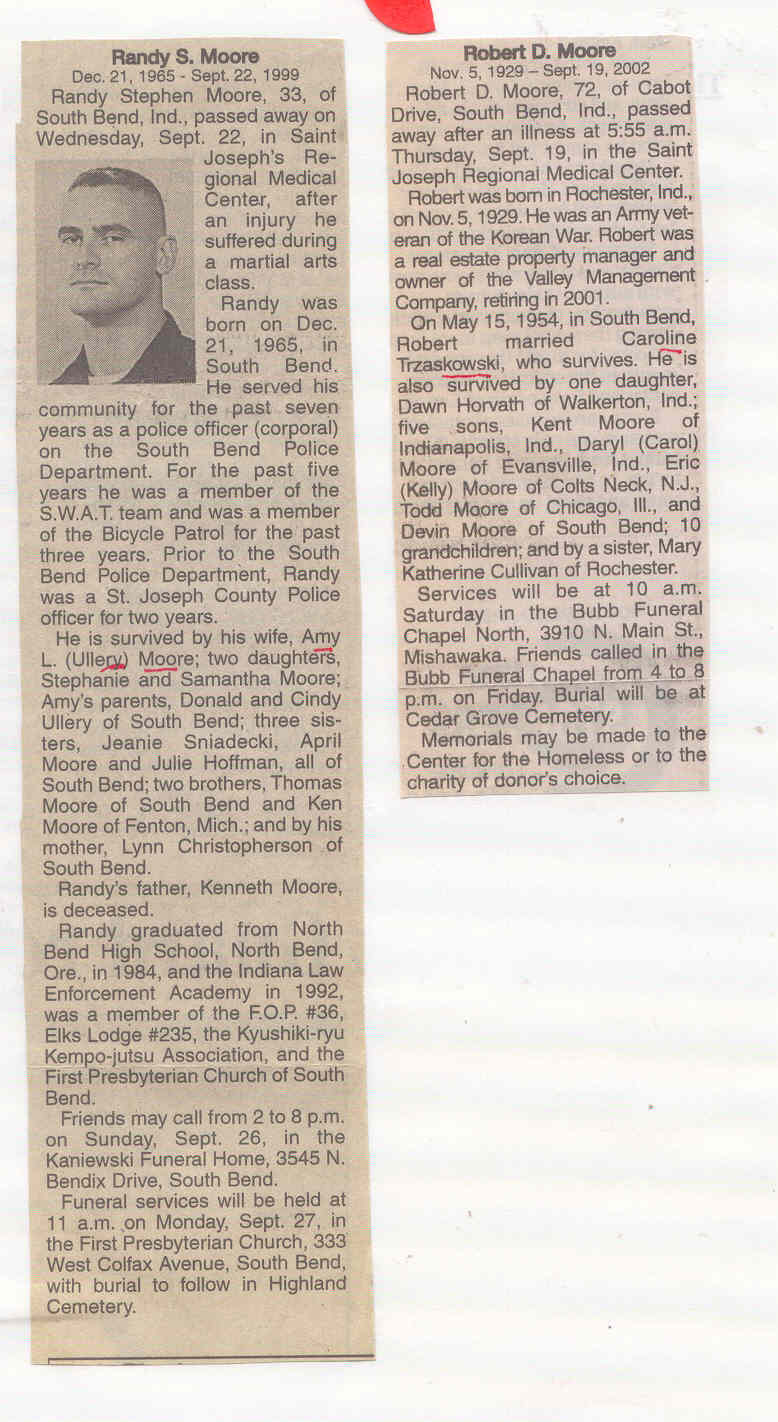 Randy S. Moore
Dec. 21, 1965 - Sept. 22, 1999
Randy Stephen Moore, 33, of
South Bend, Ind., passed away on
Wednesday, Sept. 22, in Saint
Joseph's Re-
gional Medical
Center, after
an injury he
suffered during
a martial arts
class.
Randy was
born on Dec.
21, 1965, in
South Bend.
He served his
community for the past seven
years as a police officer (corporal)
on the South Bend Police
Department. For the past five
years he was a member of the
S.W.A.T. team and was a member
of the Bicycle Patrol for the past
three years. Prior to the South
Bend Police Department, Randy
was a St. Joseph County Police
officer for two years.
He is survived by his wife, Amy
L. (Ullery) Moore; two daughters,
Stephanie and Samantha Moore;
Amy's parents, Donald and Cindy
Ullery of South Bend; three sis-
ters, Jeanie Sniadecki, April
Moore and Julie Hoffman, all of
South Bend; two brothers, Thomas
Moore of South Bend and Ken
Moore of Fenton, Mich.; and by his
mother, Lynn Christopherson of
South Bend.
Randy's father, Kenneth Moore,
is deceased.
Randy graduated from North
Bend High School, North Bend,
Ore., in 1984, and the Indiana Law
Enforcement Academy in 1992,
was a member of the F.O.P. #36,
Elks Lodge #235, the Kyushiki-ryu
Kempo-jutsu Association, and the
First Presbyterian Church of South
Bend.
Friends may call from 2 to 8 p.m.
on Sunday, Sept. 26, in the
Kaniewski Funeral Home, 3545 N.
Bendix Drive, South Bend.
Funeral services will be held at
11 a.m. on Monday, Sept. 27, in
the First Presbyterian Church, 333
West Colfax Avenue, South Bend,
with burial to follow in Highland
Cemetery.
Robert D. Moore
Nov. 5, 1929 – Sept. 19, 2002
Robert D. Moore, 72, of Cabot
Drive, South Bend, Ind., passed
away after an illness at 5:55 a.m.
Thursday, Sept. 19, in the Saint
Joseph Regional Medical Center.
Robert was born in Rochester, Ind.,
on Nov. 5, 1929. He was an Army vet-
eran of the Korean War. Robert was
a real estate property manager and
owner of the Valley Management
Company, retiring in 2001.
On May 15, 1954, in South Bend,
Robert married Caroline
Trzaskowski, who survives. He is
also survived by one daughter,
Dawn Horvath of Walkerton, Ind.;
five sons, Kent Moore of
Indianapolis, Ind., Daryl (Carol)
Moore of Evansville, Ind., Eric
(Kelly) Moore of Colts Neck, N.J.,
Todd Moore of Chicago, Ill., and
Devin Moore of South Bend; 10
grandchildren; and by a sister, Mary
Katherine Cullivan of Rochester.
Services will be at 10 a.m.
Saturday in the Bubb Funeral
Chapel North, 3910 N. Main St.,
Mishawaka. Friends called in the
Bubb Funeral Chapel from 4 to 8
p.m. on Friday. Burial will be at
Cedar Grove Cemetery.
Memorials may be made to the
Center for the Homeless or to the
charity of donor's choice.